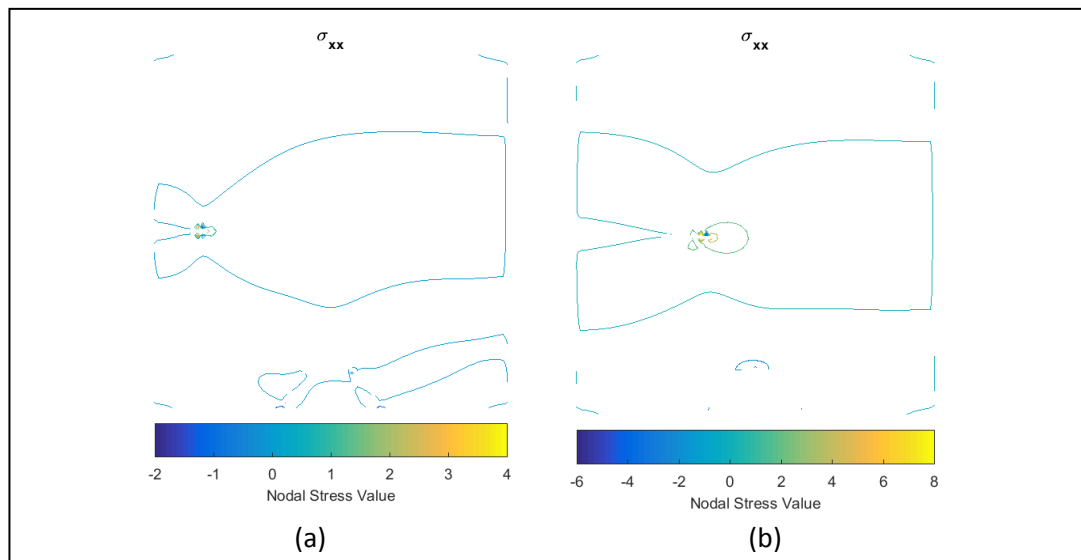 σxx σxx
-2 -1 0 1 2 3 4
Nodal Stress Value
-6 -4 -2 0 2 4 6 8
Nodal Stress Value
(a) (b)